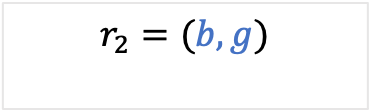 r₂ = (b, g)